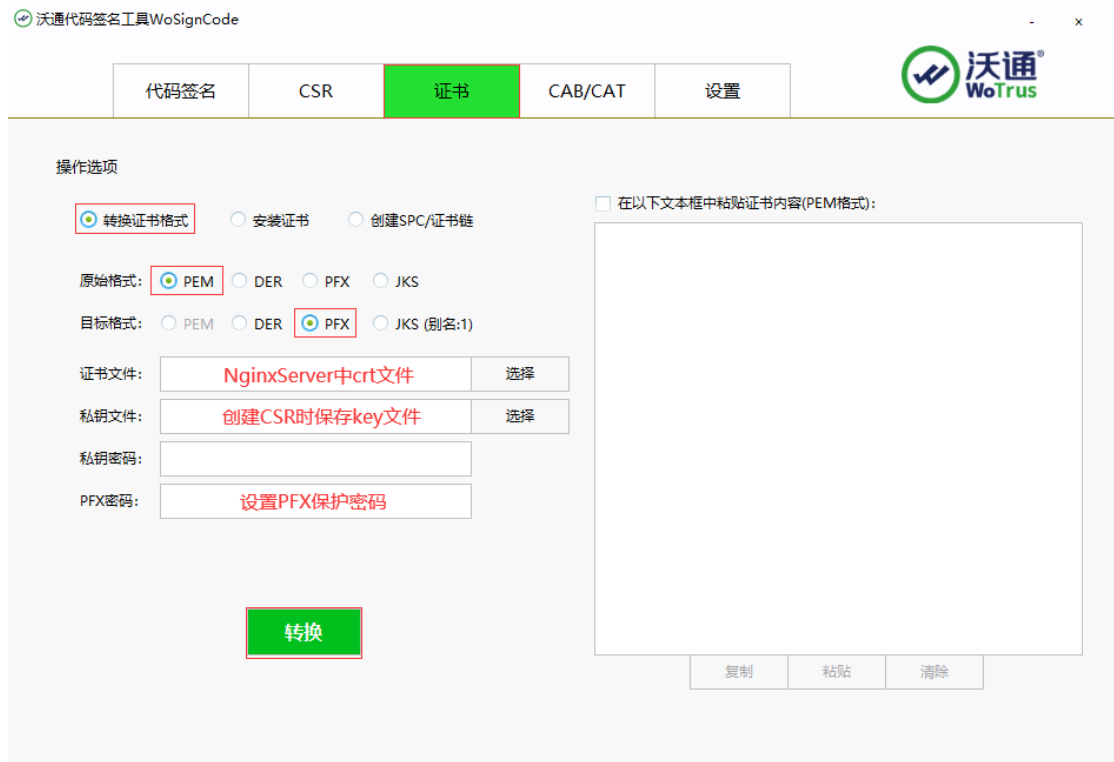 沃通代码签名工具WoSignCode
沃通®
WoTrus
代码签名 CSR 证书 CAB/CAT 设置
操作选项
转换证书格式 安装证书 创建SPC/证书链
原始格式: PEM DER PFX JKS
目标格式: PEM DER PFX JKS (别名:1)
证书文件: NginxServer中crt文件 选择
私钥文件: 创建CSR时保存key文件 选择
私钥密码:
PFX密码: 设置PFX保护密码
转换
在以下文本框中粘贴证书内容(PEM格式):
复制 粘贴 清除